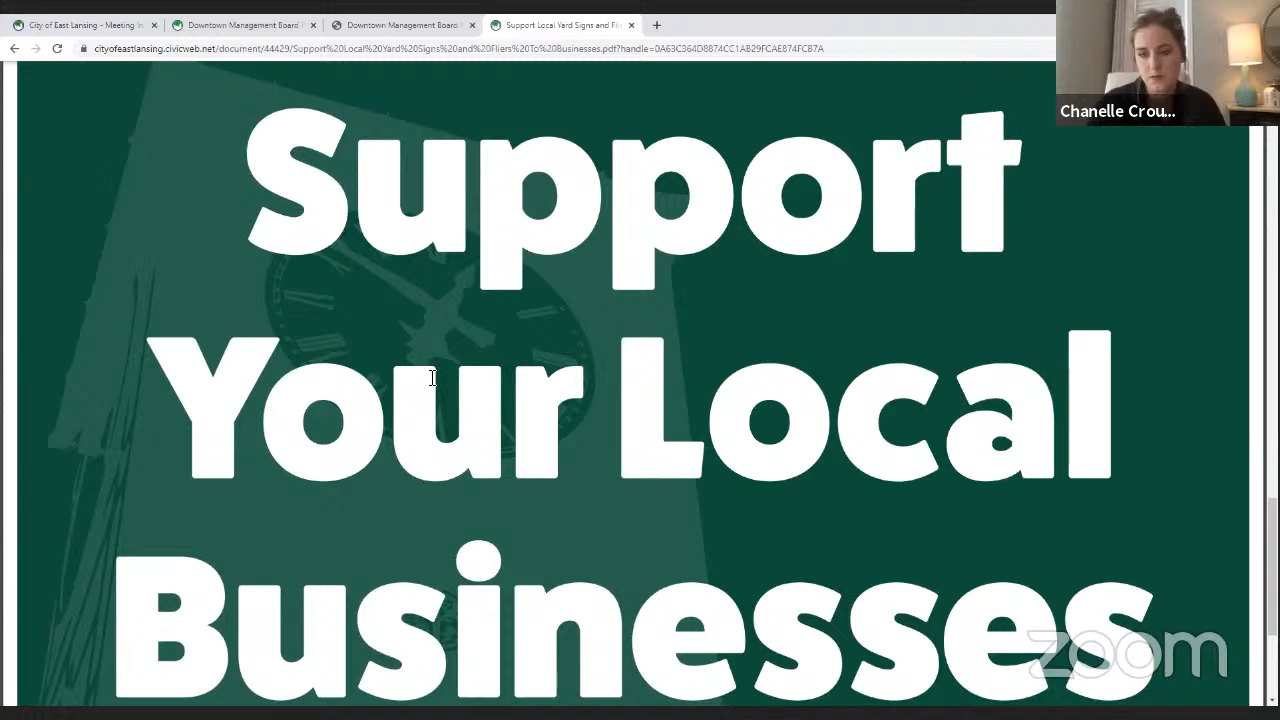 City of East Lansing - Meeting
Downtown Management Board
Downtown Management Board
Support Local Yard Signs and
cityofeastlansing.civicweb.net/document/44429/Support%20Local%20Yard%20Signs%20and%20Fliers%20To%20Businesses.pdf?handle=0A63C364D8874CC1AB29FCAE874FCB7A
Chanelle Crou...
Support
Your Local
Businesses
zoom